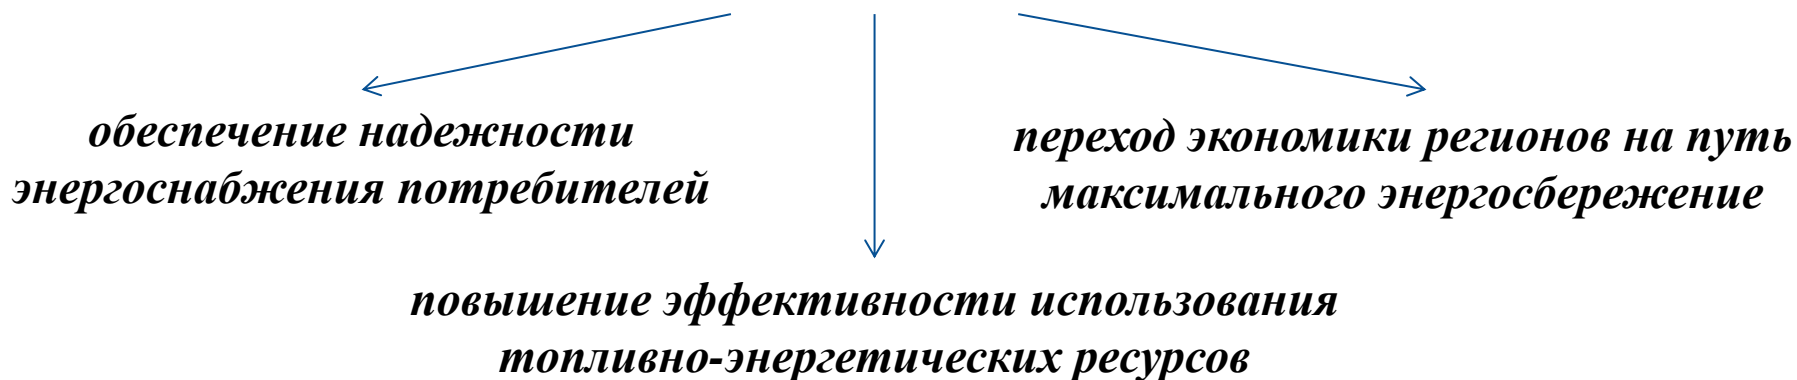 обеспечение надежности
энергоснабжения потребителей
переход экономики регионов на путь
максимального энергосбережение
повышение эффективности использования
топливно-энергетических ресурсов